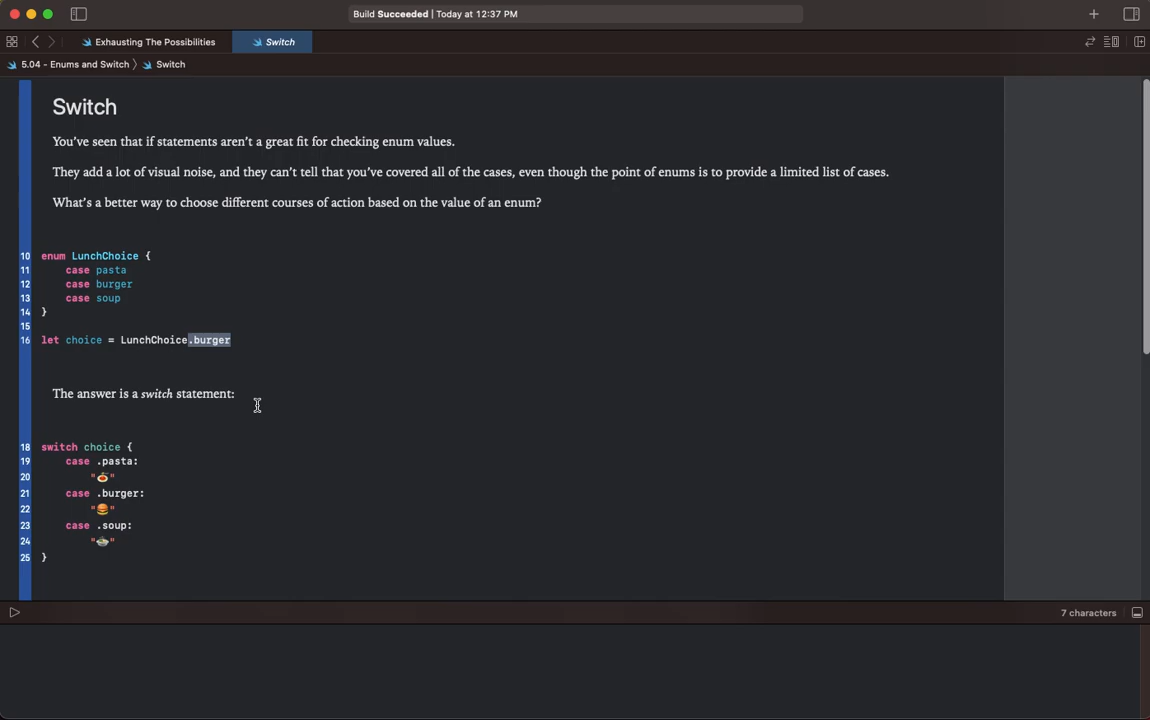 Build Succeeded | Today at 12:37 PM
Exhausting The Possibilities
Switch
5.04 - Enums and Switch 〉 Switch
Switch
You’ve seen that if statements aren’t a great fit for checking enum values.
They add a lot of visual noise, and they can’t tell that you’ve covered all of the cases, even though the point of enums is to provide a limited list of cases.
What’s a better way to choose different courses of action based on the value of an enum?
10 enum LunchChoice {
11 case pasta
12 case burger
13 case soup
14 }
15
16 let choice = LunchChoice.burger
The answer is a switch statement:
18 switch choice {
19 case .pasta:
20 "🍝"
21 case .burger:
22 "🍔"
23 case .soup:
24 "🍲"
25 }
7 characters